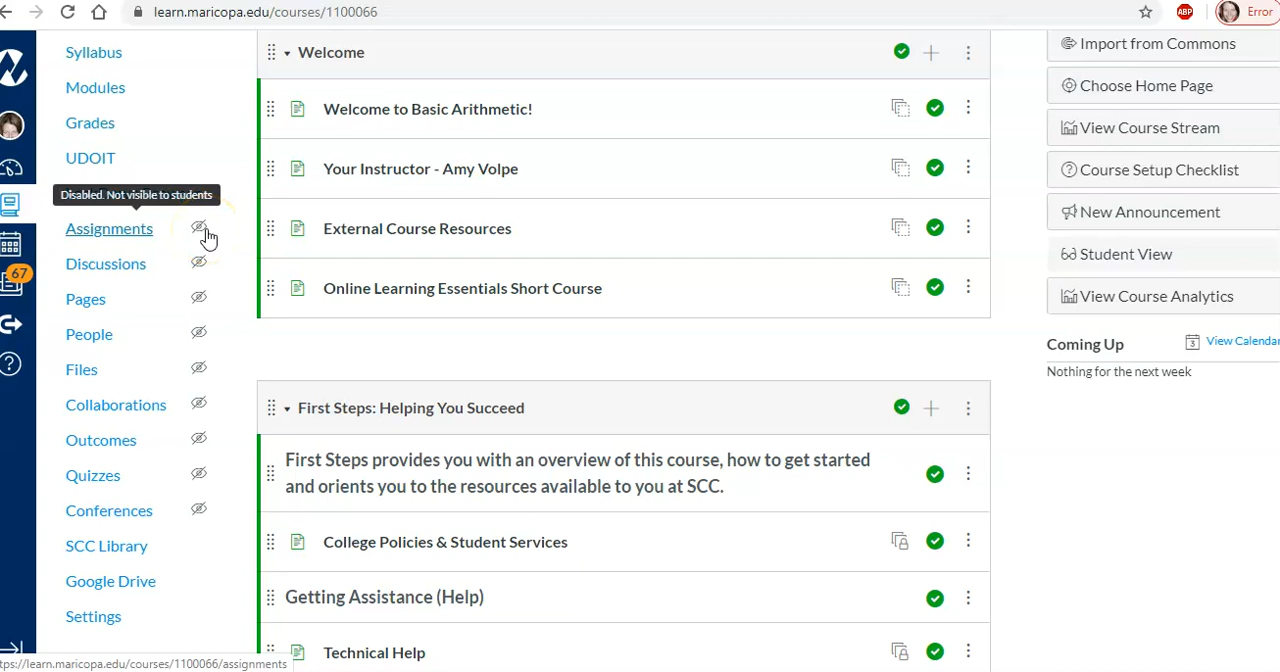 learn.maricopa.edu/courses/1100066
ABP
Error
67
Syllabus
Modules
Grades
UDOIT
Disabled. Not visible to students
Assignments
Discussions
Pages
People
Files
Collaborations
Outcomes
Quizzes
Conferences
SCC Library
Google Drive
Settings
tps://learn.maricopa.edu/courses/1100066/assignments
Welcome
Welcome to Basic Arithmetic!
Your Instructor - Amy Volpe
External Course Resources
Online Learning Essentials Short Course
First Steps: Helping You Succeed
First Steps provides you with an overview of this course, how to get started
and orients you to the resources available to you at SCC.
College Policies & Student Services
Getting Assistance (Help)
Technical Help
Import from Commons
Choose Home Page
View Course Stream
Course Setup Checklist
New Announcement
Student View
View Course Analytics
Coming Up
3
View Calendar
Nothing for the next week